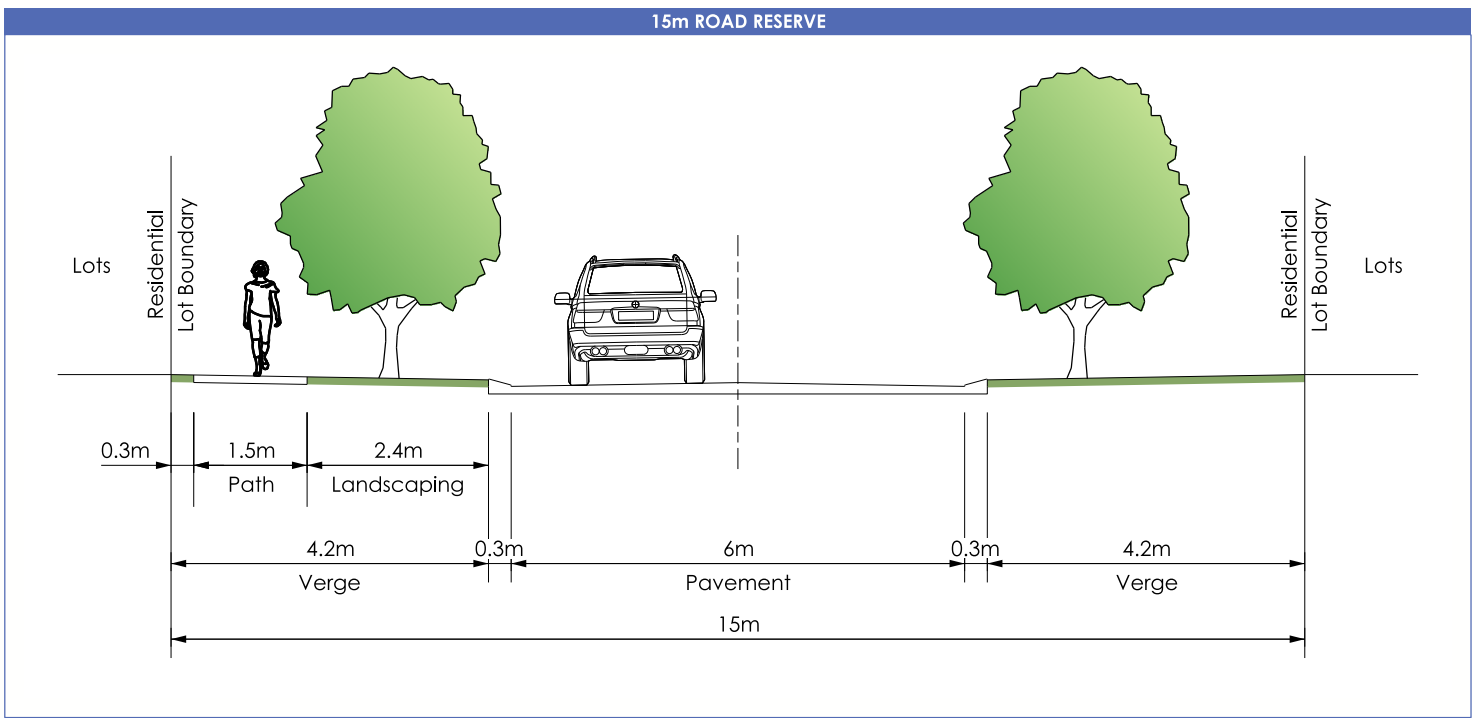 15m ROAD RESERVE
Lots
Residential
Lot Boundary
Residential
Lot Boundary
Lots
0.3m
1.5m
2.4m
Path
Landscaping
4.2m
0.3m
6m
0.3m
4.2m
Verge
Pavement
Verge
15m